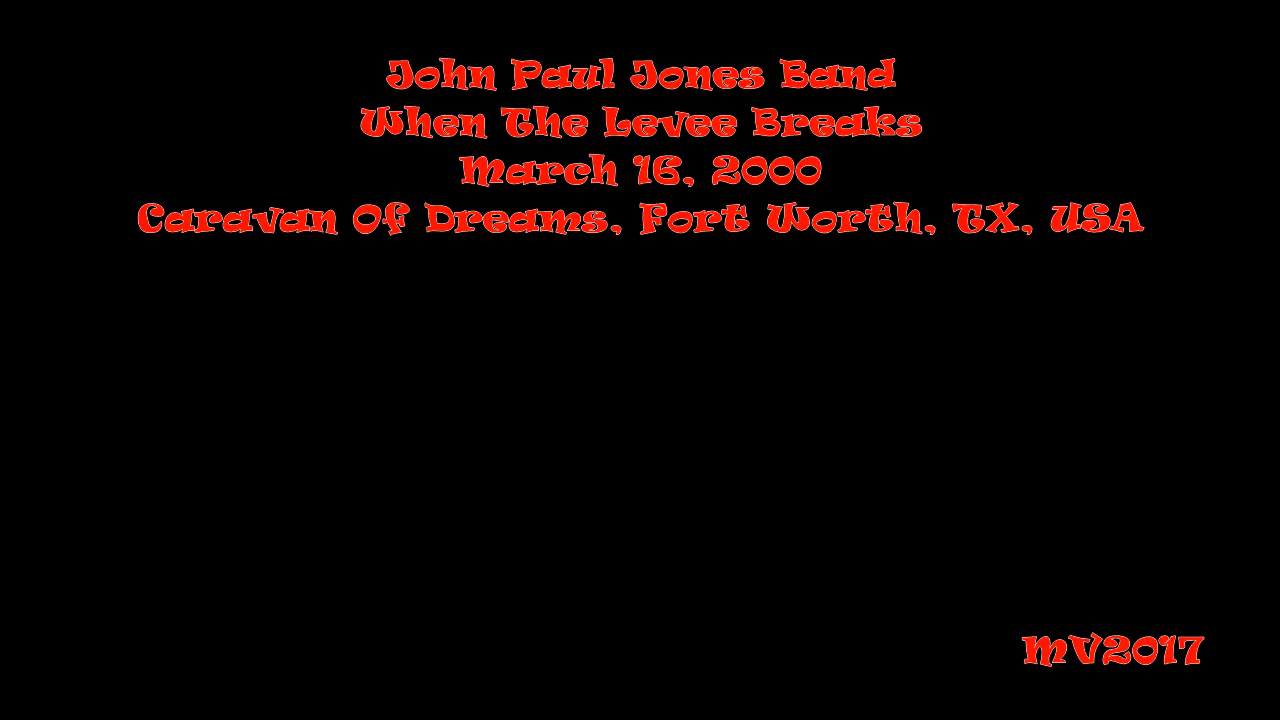 John Paul Jones Band
When The Levee Breaks
March 16, 2000
Caravan Of Dreams, Fort Worth, TX, USA
MV2017